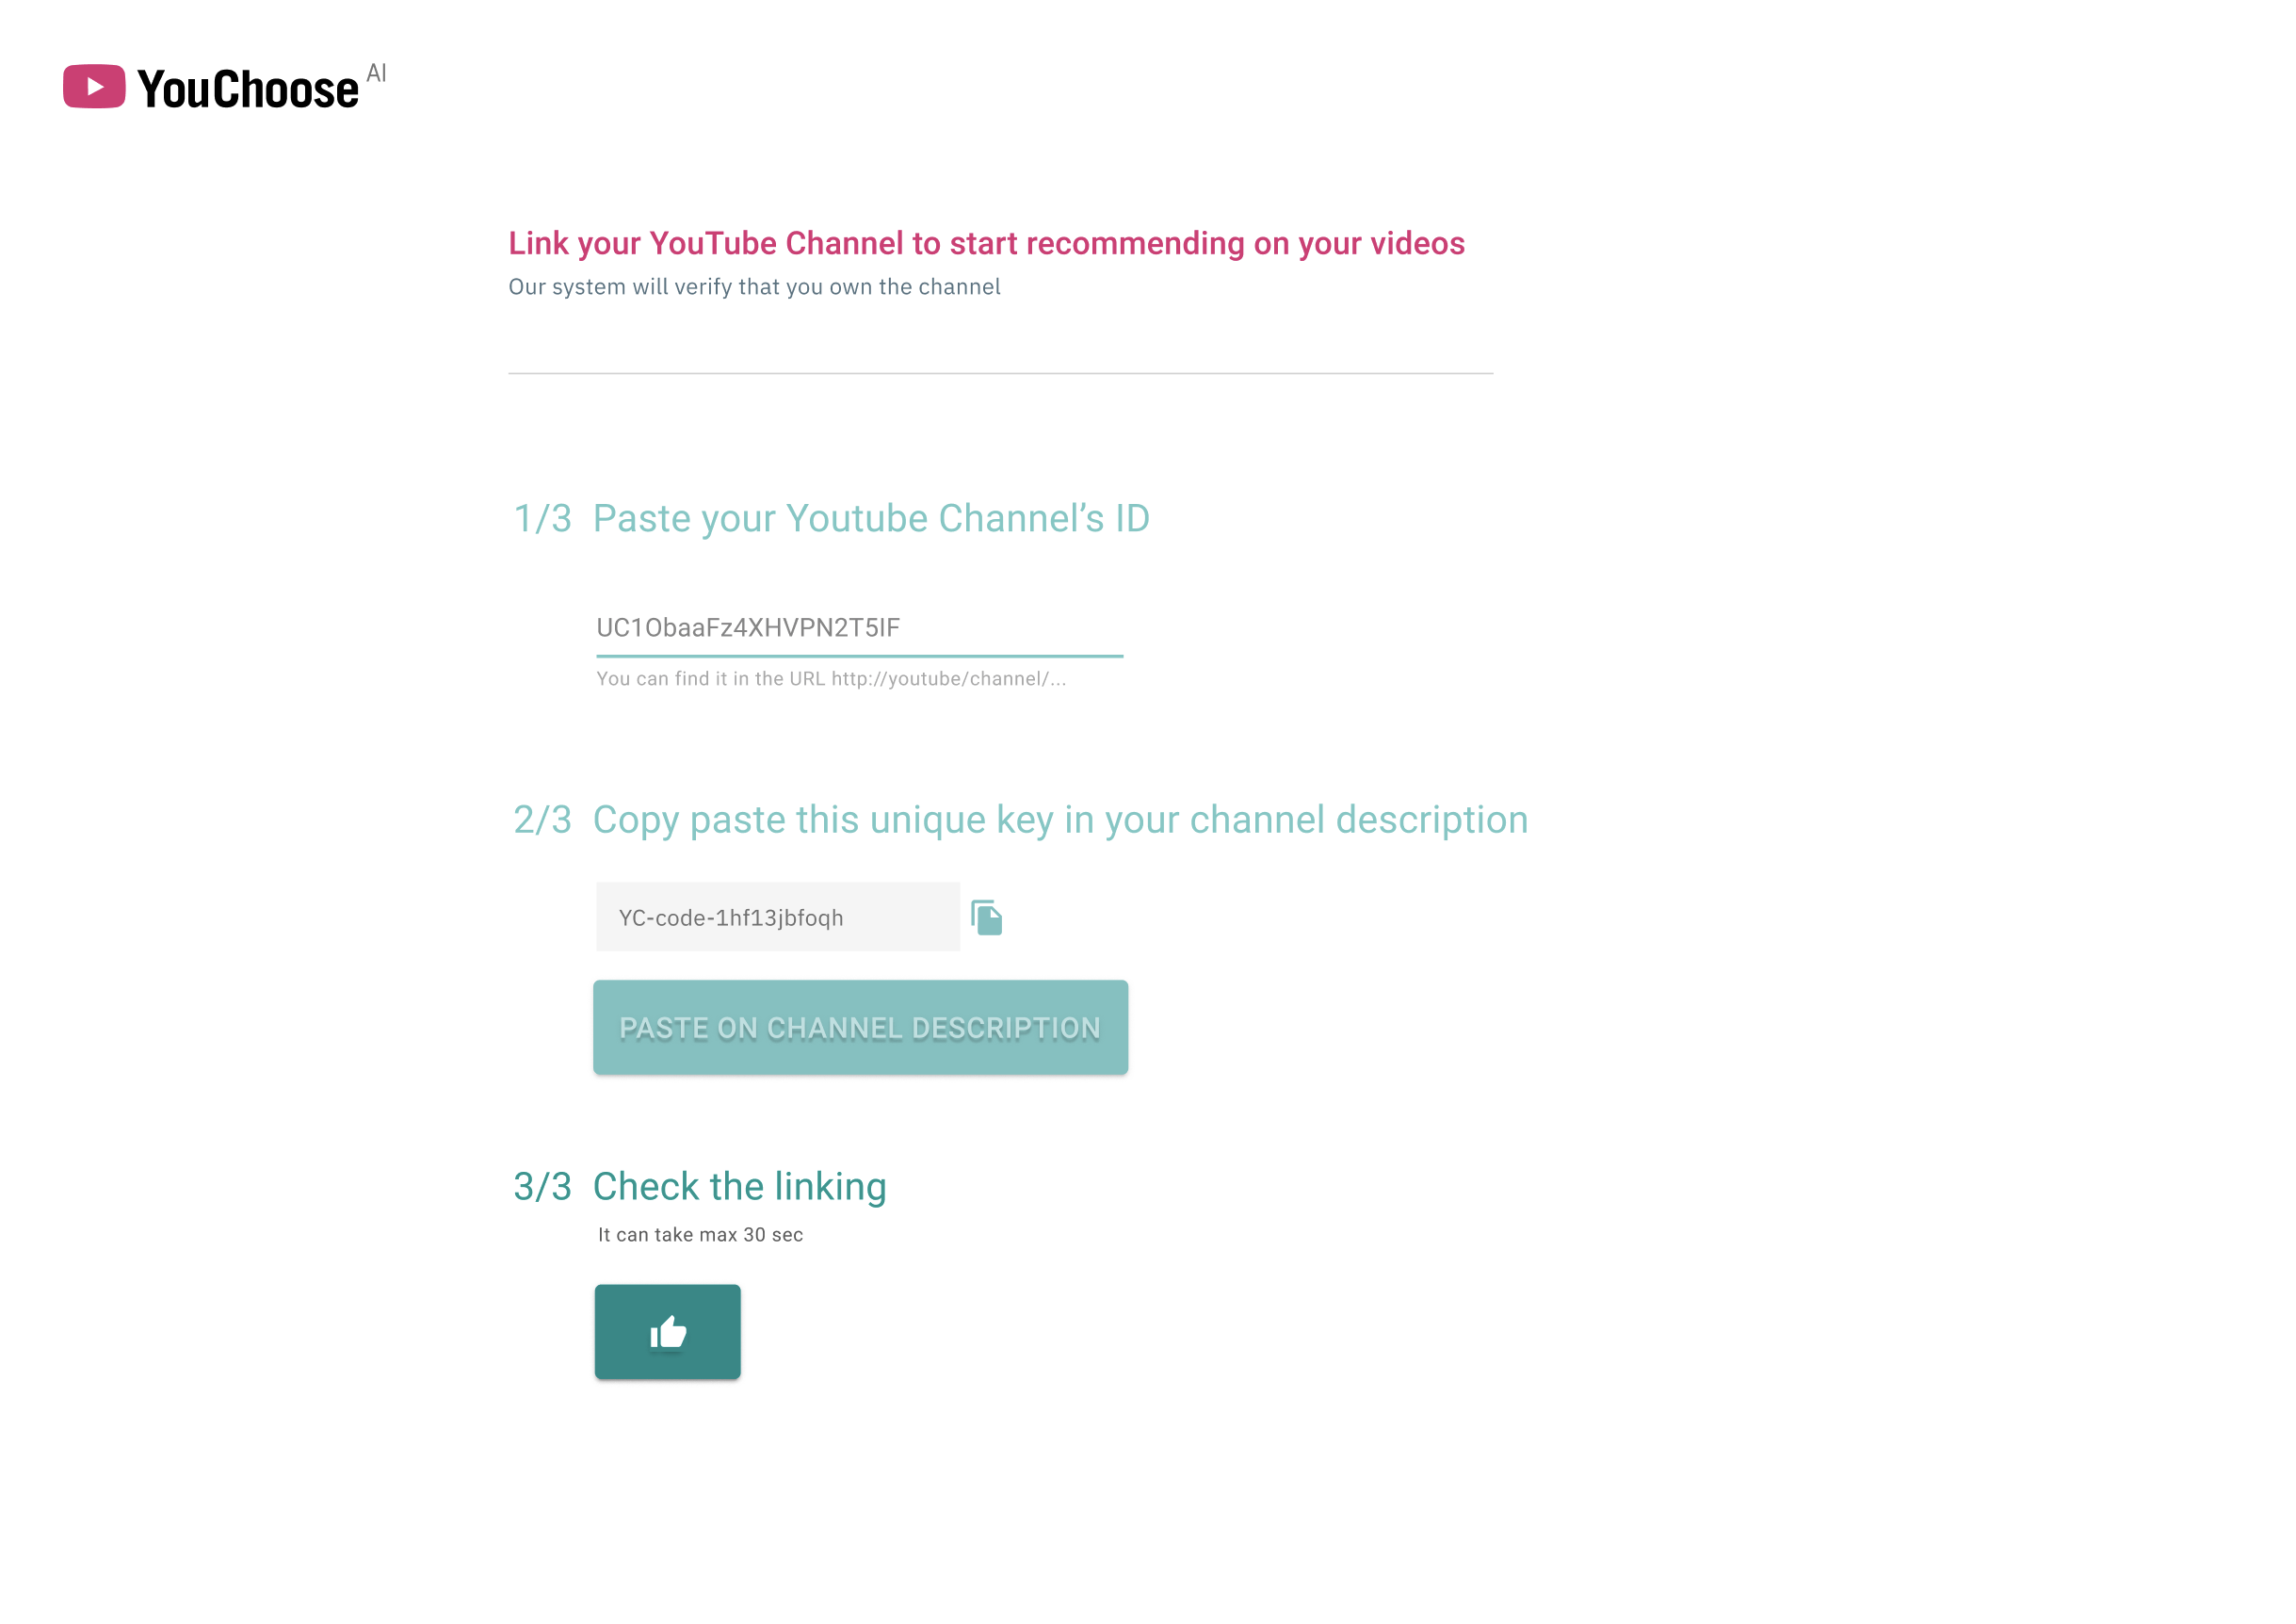 YouChoose AI
Link your YouTube Channel to start recommending on your videos
Our system will verify that you own the channel
1/3 Paste your Youtube Channel’s ID
UC1ObaaFz4XHVPN2T5IF
You can find it in the URL http://youtube/channel/...
2/3 Copy paste this unique key in your channel description
YC-code-1hf13jbfoqh
PASTE ON CHANNEL DESCRIPTION
3/3 Check the linking
It can take max 30 sec